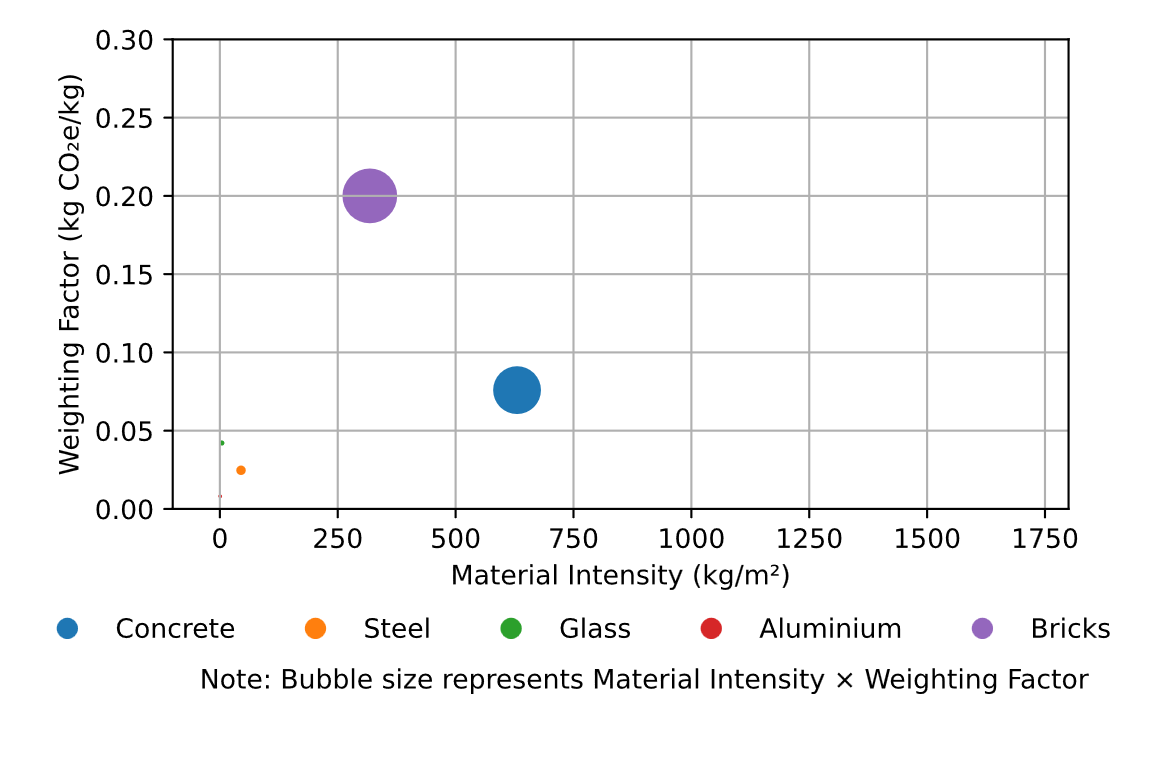 0.30
0.25
0.20
0.15
0.10
0.05
0.00
Weighting Factor (kg CO₂e/kg)
0 250 500 750 1000 1250 1500 1750
Material Intensity (kg/m²)
Concrete Steel Glass Aluminium Bricks
Note: Bubble size represents Material Intensity × Weighting Factor